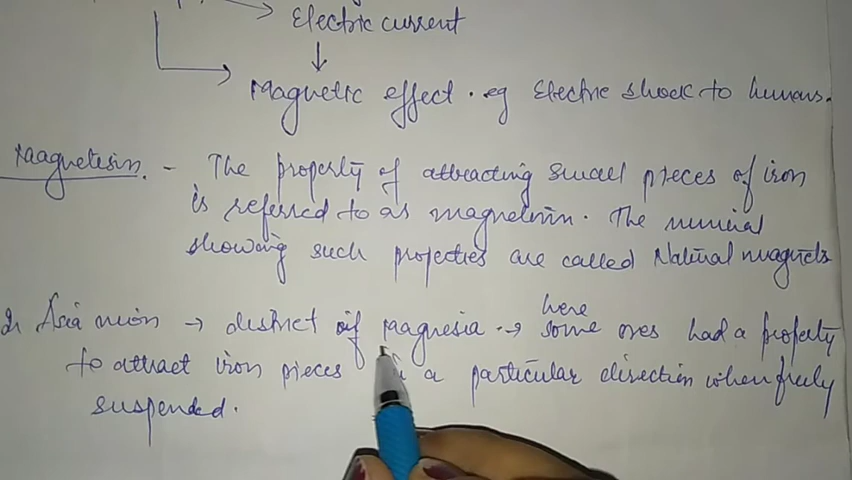 Electric current
Magnetic effect. eg Electric shock to humans.
Magnetism. - The property of attracting small pieces of iron
is referred to as magnetism. The
showing such properties are called Natural magnets
In Asia → district of Magnesia → here some ores had a property
to attract iron pieces in a particular direction when freely
suspended.